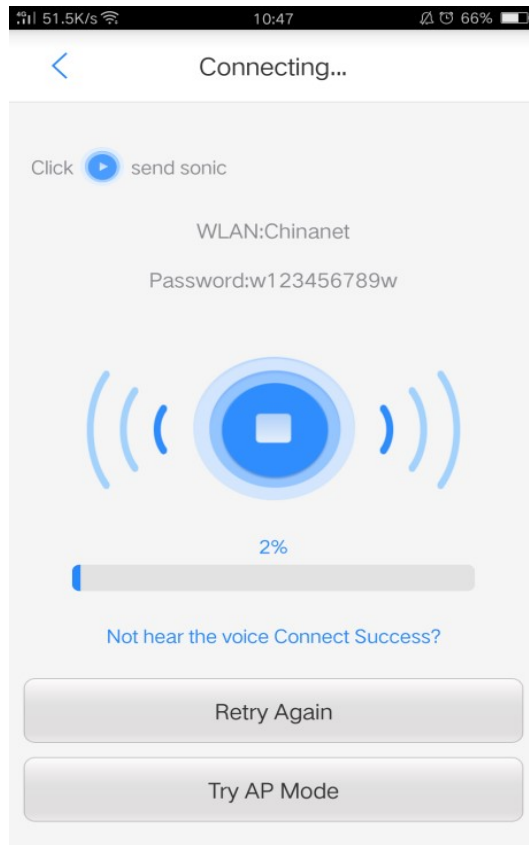 4G 51.5K/s 10:47 66%
Connecting...
Click send sonic
WLAN:Chinanet
Password:w123456789w
2%
Not hear the voice Connect Success?
Retry Again
Try AP Mode